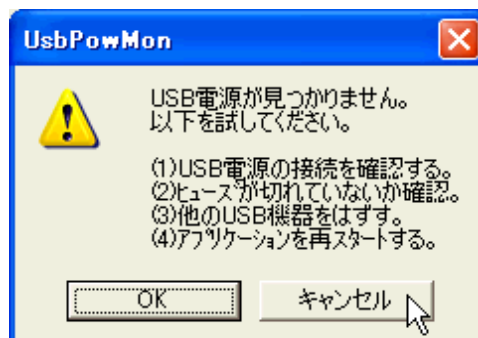 UsbPowMon
USB電源が見つかりません。
以下を試してください。
(1)USB電源の接続を確認する。
(2)ヒューズが切れていないか確認。
(3)他のUSB機器をはずす。
(4)アプリケーションを再スタートする。
OK
キャンセル